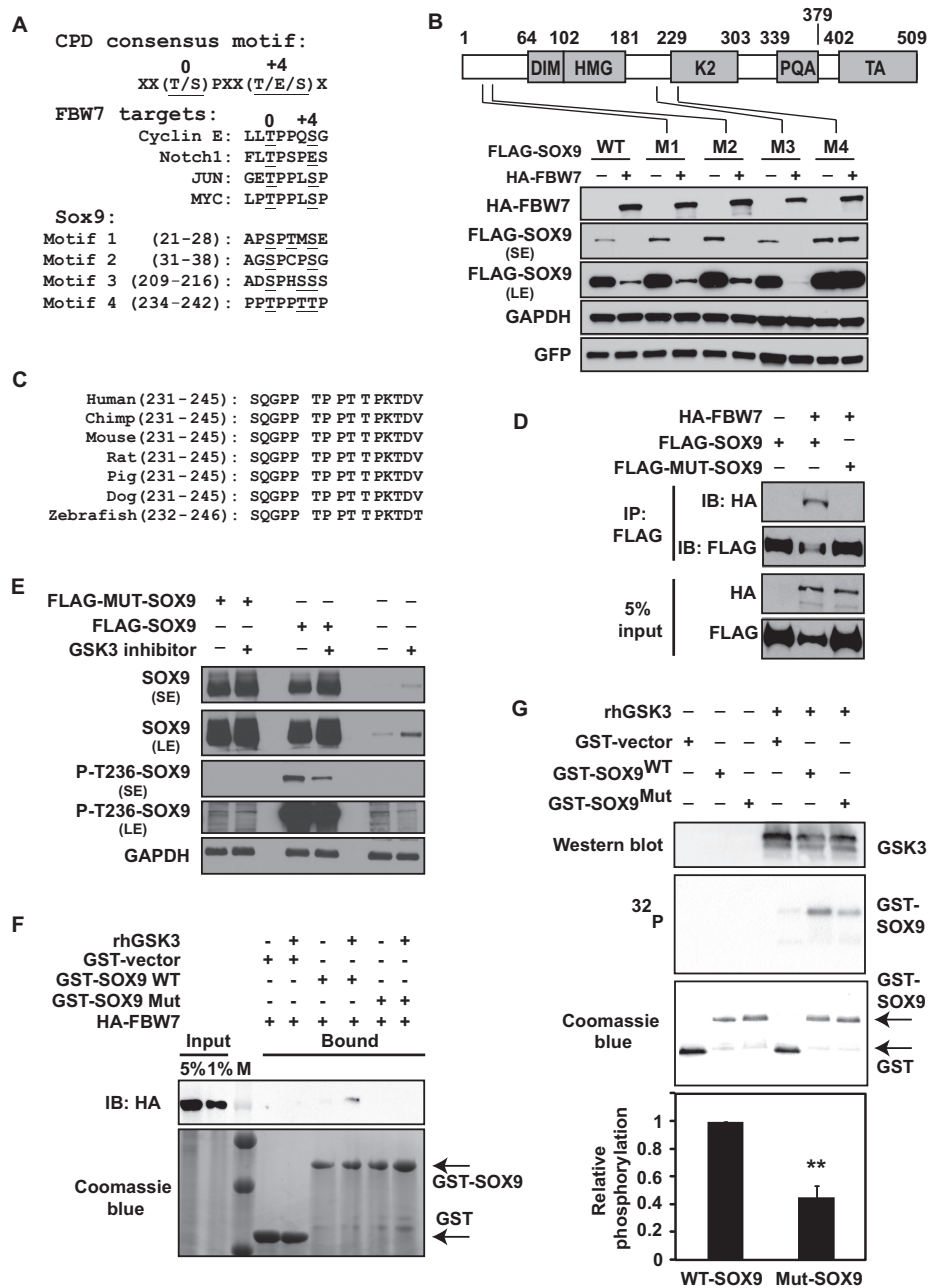 A
CPD consensus motif:
0 +4
XX(T/S)PXX(T/E/S)X
FBW7 targets:
0 +4
Cyclin E: LLTPPQSG
Notch1: FLTPSPES
JUN: GETPPLSP
MYC: LPTPPLSP
Sox9:
Motif 1 (21-28): APSPTMSE
Motif 2 (31-38): AGSPCPSG
Motif 3 (209-216): ADSPHSSS
Motif 4 (234-242): PPTPPTTP
B
379
1 64 102 181 229 303 339 402 509
DIM HMG K2 PQA TA
FLAG-SOX9 WT M1 M2 M3 M4
HA-FBW7 – + – + – + – + – +
HA-FBW7
FLAG-SOX9
(SE)
FLAG-SOX9
(LE)
GAPDH
GFP
C
Human(231-245): SQGPP TP PT T PKTDV
Chimp(231-245): SQGPP TP PT T PKTDV
Mouse(231-245): SQGPP TP PT T PKTDV
Rat(231-245): SQGPP TP PT T PKTDV
Pig(231-245): SQGPP TP PT T PKTDV
Dog(231-245): SQGPP TP PT T PKTDV
Zebrafish(232-246): SQGPP TP PT T PKTDT
D
HA-FBW7 – + +
FLAG-SOX9 + + –
FLAG-MUT-SOX9 – – +
IP:
FLAG
IB: HA
IB: FLAG
5%
input
HA
FLAG
E
FLAG-MUT-SOX9 + + – – – –
FLAG-SOX9 – – + + – –
GSK3 inhibitor – + – + – +
SOX9
(SE)
SOX9
(LE)
P-T236-SOX9
(SE)
P-T236-SOX9
(LE)
GAPDH
F
rhGSK3 - + - + - +
GST-vector + + - - - -
GST-SOX9 WT - - + + - -
GST-SOX9 Mut - - - - + +
HA-FBW7 + + + + + +
Input Bound
5% 1% M
IB: HA
Coomassie
blue
GST-SOX9
GST
G
rhGSK3 – – – + + +
GST-vector + – – + – –
GST-SOX9WT – + – – + –
GST-SOX9Mut – – + – – +
Western blot GSK3
32P
GST-
SOX9
Coomassie
blue
GST-
SOX9
GST
Relative
phosphorylation
1
0.8
0.6
0.4
0.2
0
**
WT-SOX9 Mut-SOX9